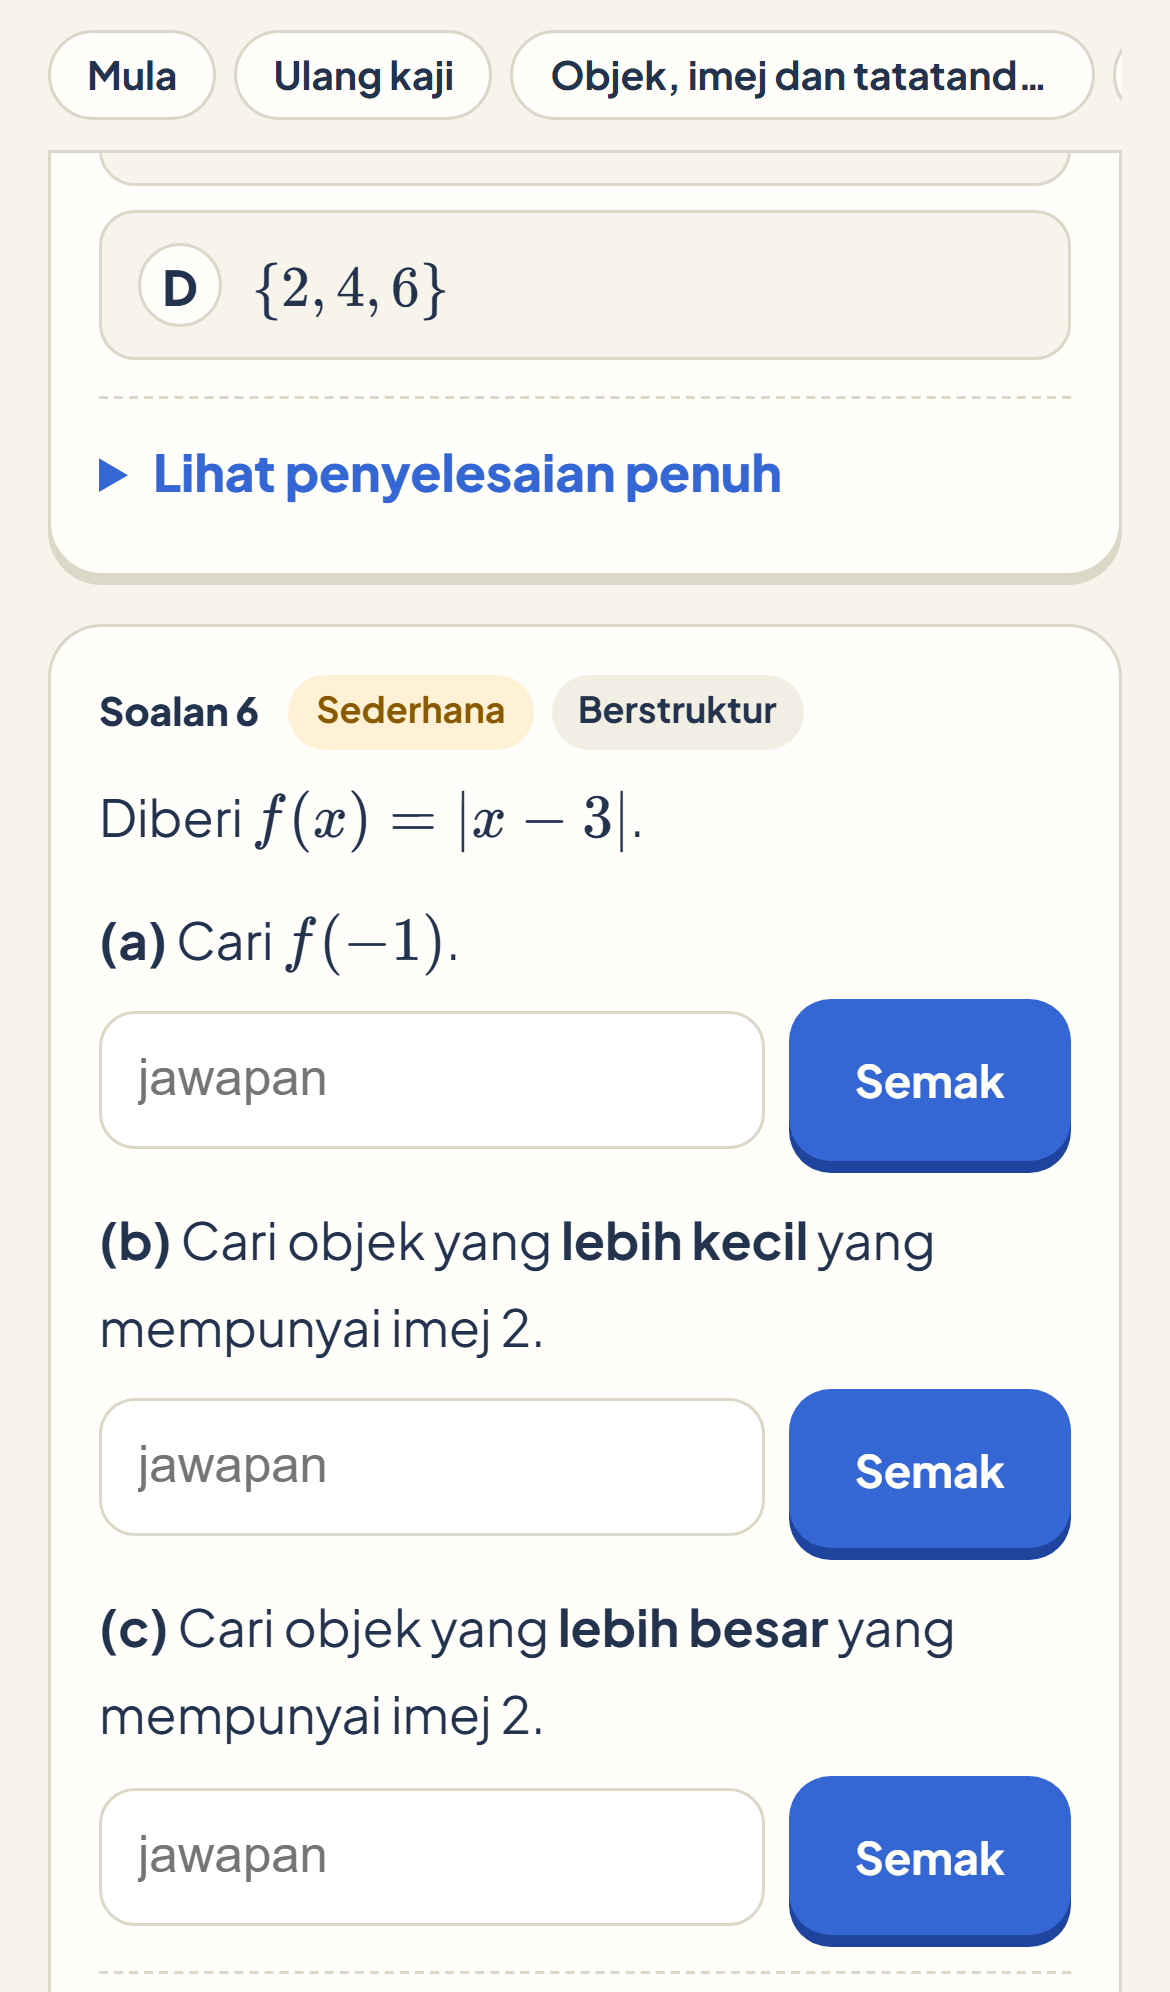 Mula
Ulang kaji
Objek, imej dan tatatand...
D
{2, 4, 6}
▶ Lihat penyelesaian penuh
Soalan 6
Sederhana
Berstruktur
Diberi f(x) = |x − 3|.
(a) Cari f(−1).
jawapan
Semak
(b) Cari objek yang lebih kecil yang
mempunyai imej 2.
jawapan
Semak
(c) Cari objek yang lebih besar yang
mempunyai imej 2.
jawapan
Semak